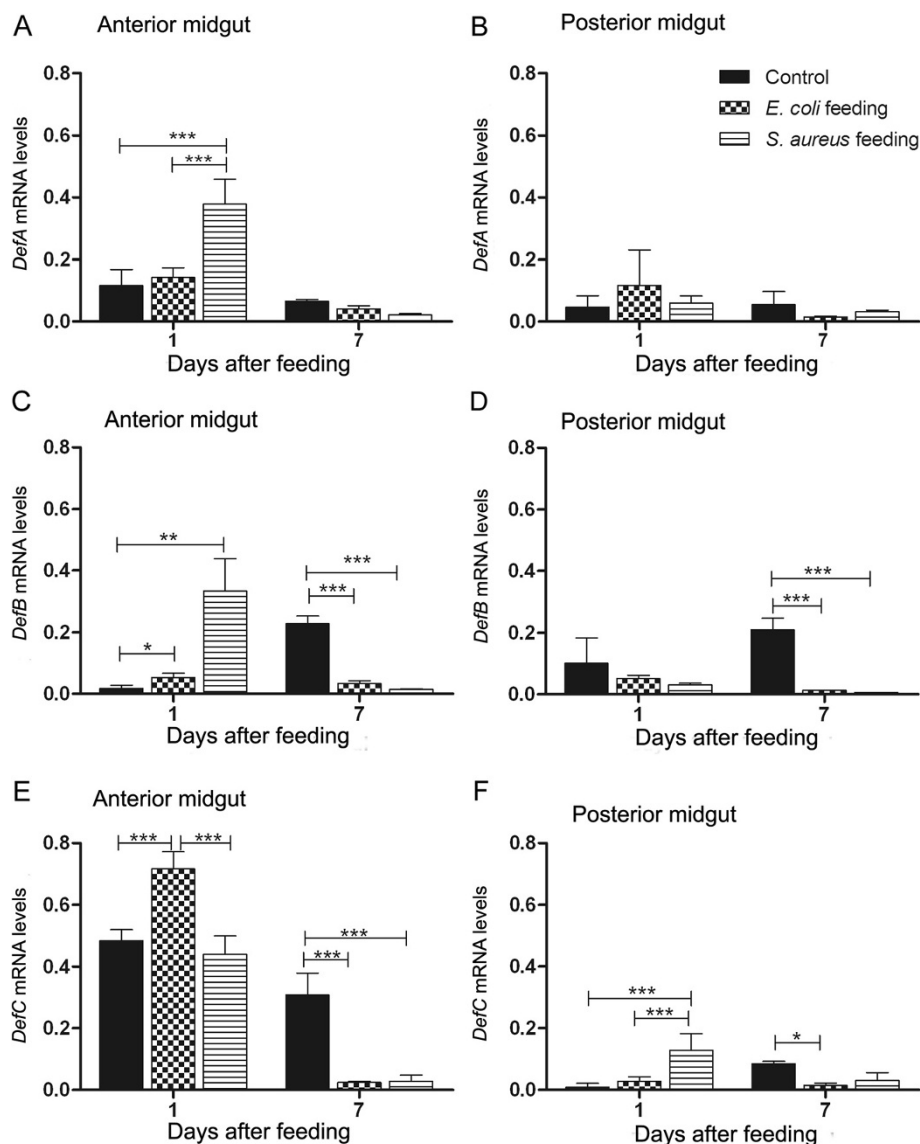 A Anterior midgut
DefA mRNA levels
0.8
0.6
0.4
0.2
0.0
***
***
1 7
Days after feeding
B Posterior midgut
DefA mRNA levels
0.8
0.6
0.4
0.2
0.0
Control
E. coli feeding
S. aureus feeding
1 7
Days after feeding
C Anterior midgut
DefB mRNA levels
0.8
0.6
0.4
0.2
0.0
**
*
***
***
1 7
Days after feeding
D Posterior midgut
DefB mRNA levels
0.8
0.6
0.4
0.2
0.0
***
***
1 7
Days after feeding
E Anterior midgut
DefC mRNA levels
0.8
0.6
0.4
0.2
0.0
*** ***
***
***
1 7
Days after feeding
F Posterior midgut
DefC mRNA levels
0.8
0.6
0.4
0.2
0.0
***
***
*
1 7
Days after feeding